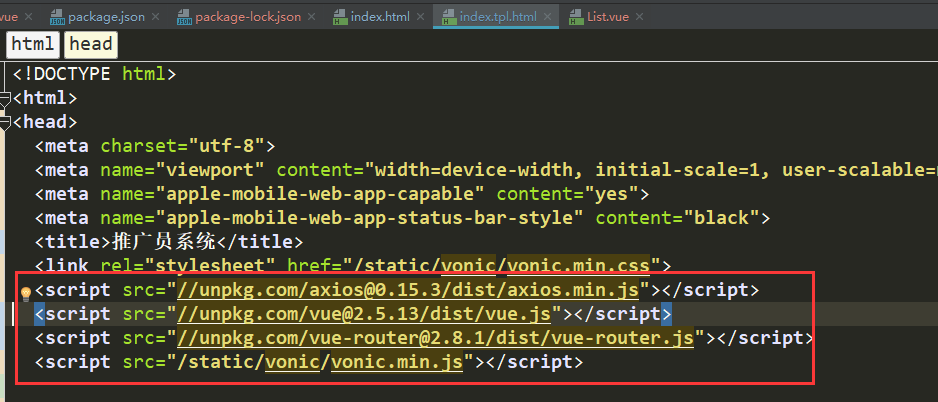 .vue package.json package-lock.json index.html index.tpl.html List.vue
html head
<!DOCTYPE html>
<html>
<head>
<meta charset="utf-8">
<meta name="viewport" content="width=device-width, initial-scale=1, user-scalable=
<meta name="apple-mobile-web-app-capable" content="yes">
<meta name="apple-mobile-web-app-status-bar-style" content="black">
<title>推广员系统</title>
<link rel="stylesheet" href="/static/vonic/vonic.min.css">
<script src="//unpkg.com/axios@0.15.3/dist/axios.min.js"></script>
<script src="//unpkg.com/vue@2.5.13/dist/vue.js"></script>
<script src="//unpkg.com/vue-router@2.8.1/dist/vue-router.js"></script>
<script src="/static/vonic/vonic.min.js"></script>